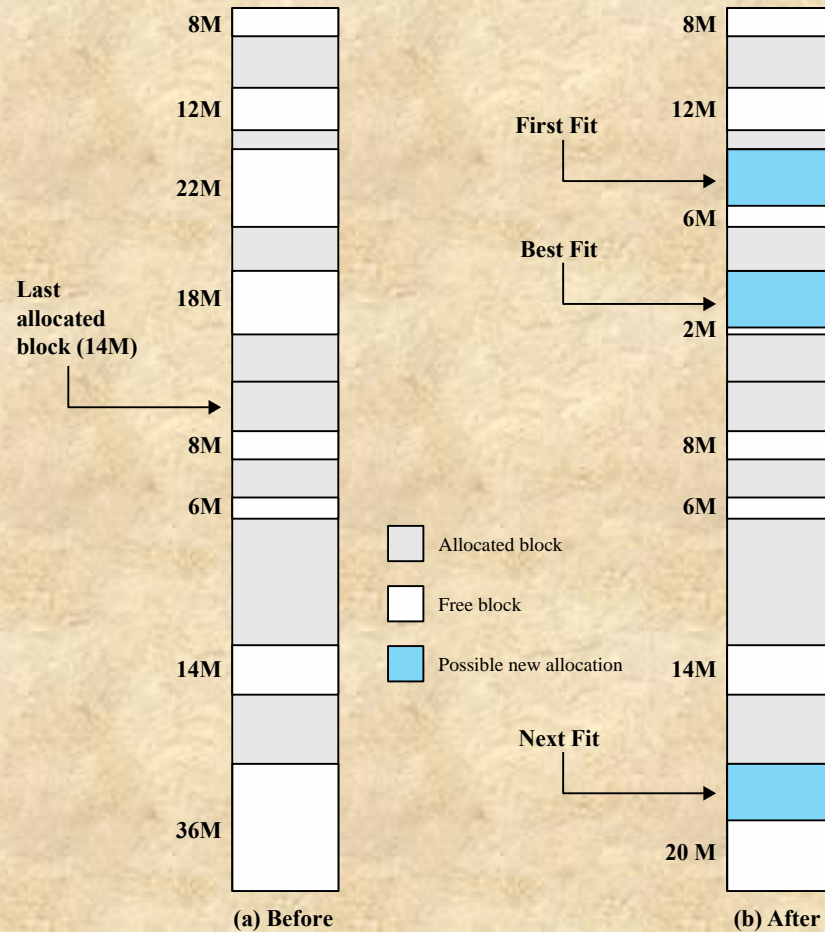 8M
12M
22M
18M
Last
allocated
block (14M)
8M
6M
14M
36M
(a) Before
Allocated block
Free block
Possible new allocation
8M
12M
First Fit
6M
Best Fit
2M
8M
6M
14M
Next Fit
20 M
(b) After